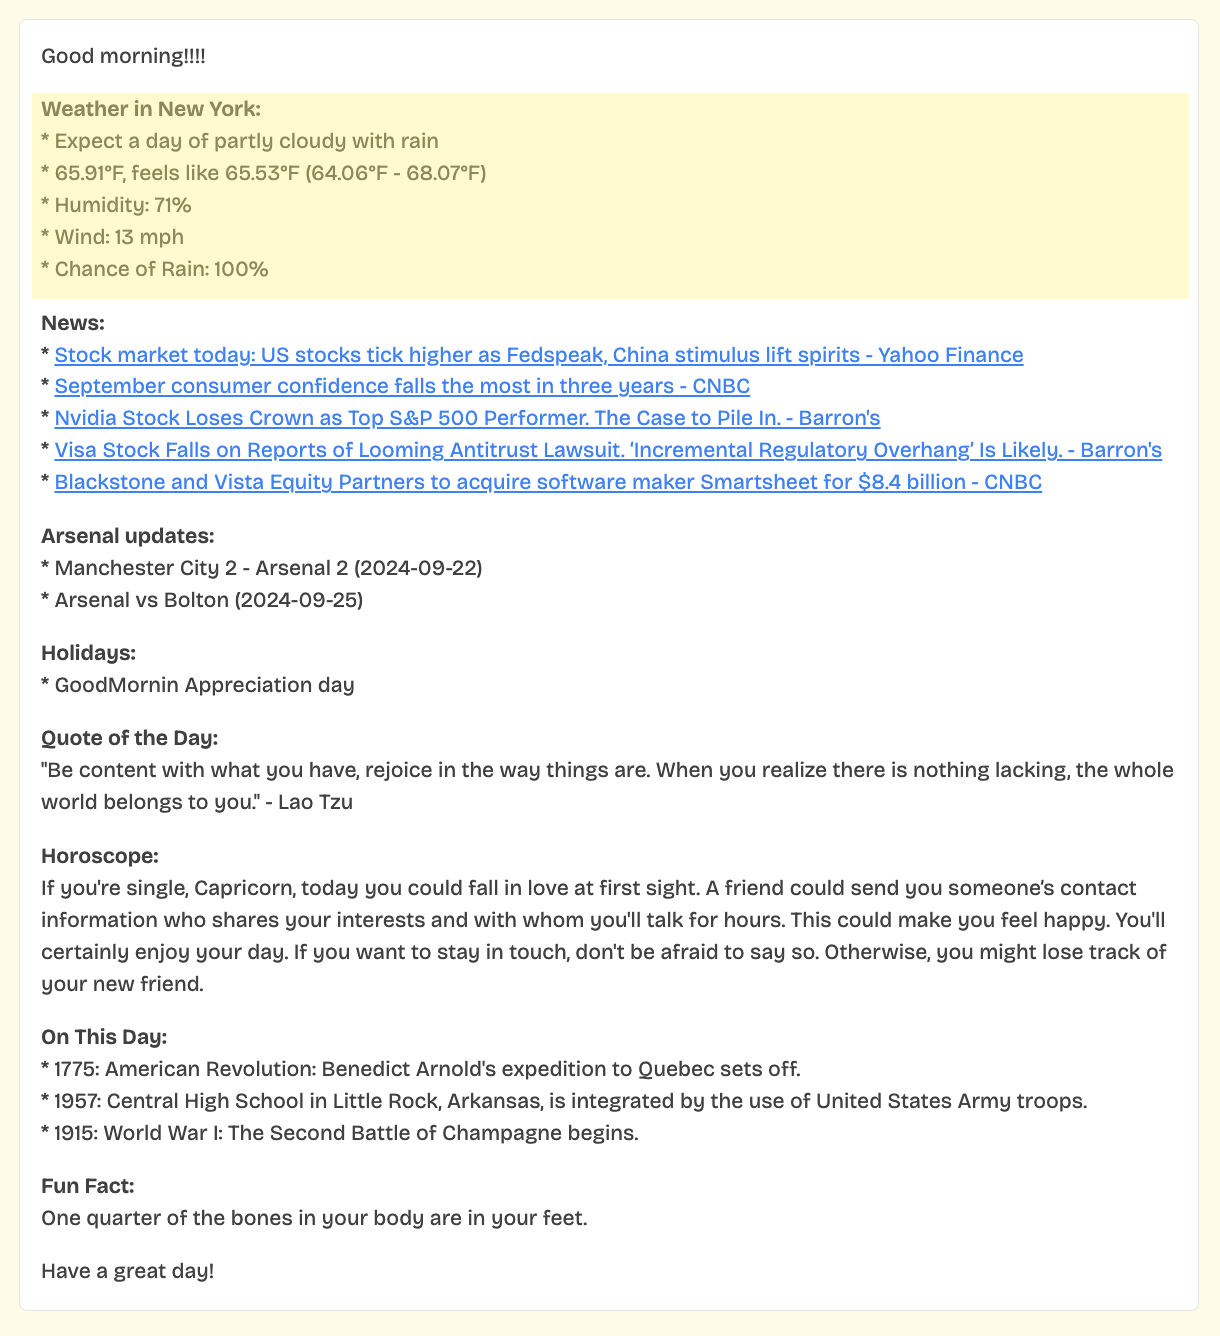 Good morning!!!!
Weather in New York:
* Expect a day of partly cloudy with rain
* 65.91°F, feels like 65.53°F (64.06°F - 68.07°F)
* Humidity: 71%
* Wind: 13 mph
* Chance of Rain: 100%
News:
* Stock market today: US stocks tick higher as Fedspeak, China stimulus lift spirits - Yahoo Finance
* September consumer confidence falls the most in three years - CNBC
* Nvidia Stock Loses Crown as Top S&P 500 Performer. The Case to Pile In. - Barron's
* Visa Stock Falls on Reports of Looming Antitrust Lawsuit. ‘Incremental Regulatory Overhang’ Is Likely. - Barron's
* Blackstone and Vista Equity Partners to acquire software maker Smartsheet for $8.4 billion - CNBC
Arsenal updates:
* Manchester City 2 - Arsenal 2 (2024-09-22)
* Arsenal vs Bolton (2024-09-25)
Holidays:
* GoodMornin Appreciation day
Quote of the Day:
"Be content with what you have, rejoice in the way things are. When you realize there is nothing lacking, the whole
world belongs to you." - Lao Tzu
Horoscope:
If you're single, Capricorn, today you could fall in love at first sight. A friend could send you someone’s contact
information who shares your interests and with whom you'll talk for hours. This could make you feel happy. You'll
certainly enjoy your day. If you want to stay in touch, don't be afraid to say so. Otherwise, you might lose track of
your new friend.
On This Day:
* 1775: American Revolution: Benedict Arnold's expedition to Quebec sets off.
* 1957: Central High School in Little Rock, Arkansas, is integrated by the use of United States Army troops.
* 1915: World War I: The Second Battle of Champagne begins.
Fun Fact:
One quarter of the bones in your body are in your feet.
Have a great day!